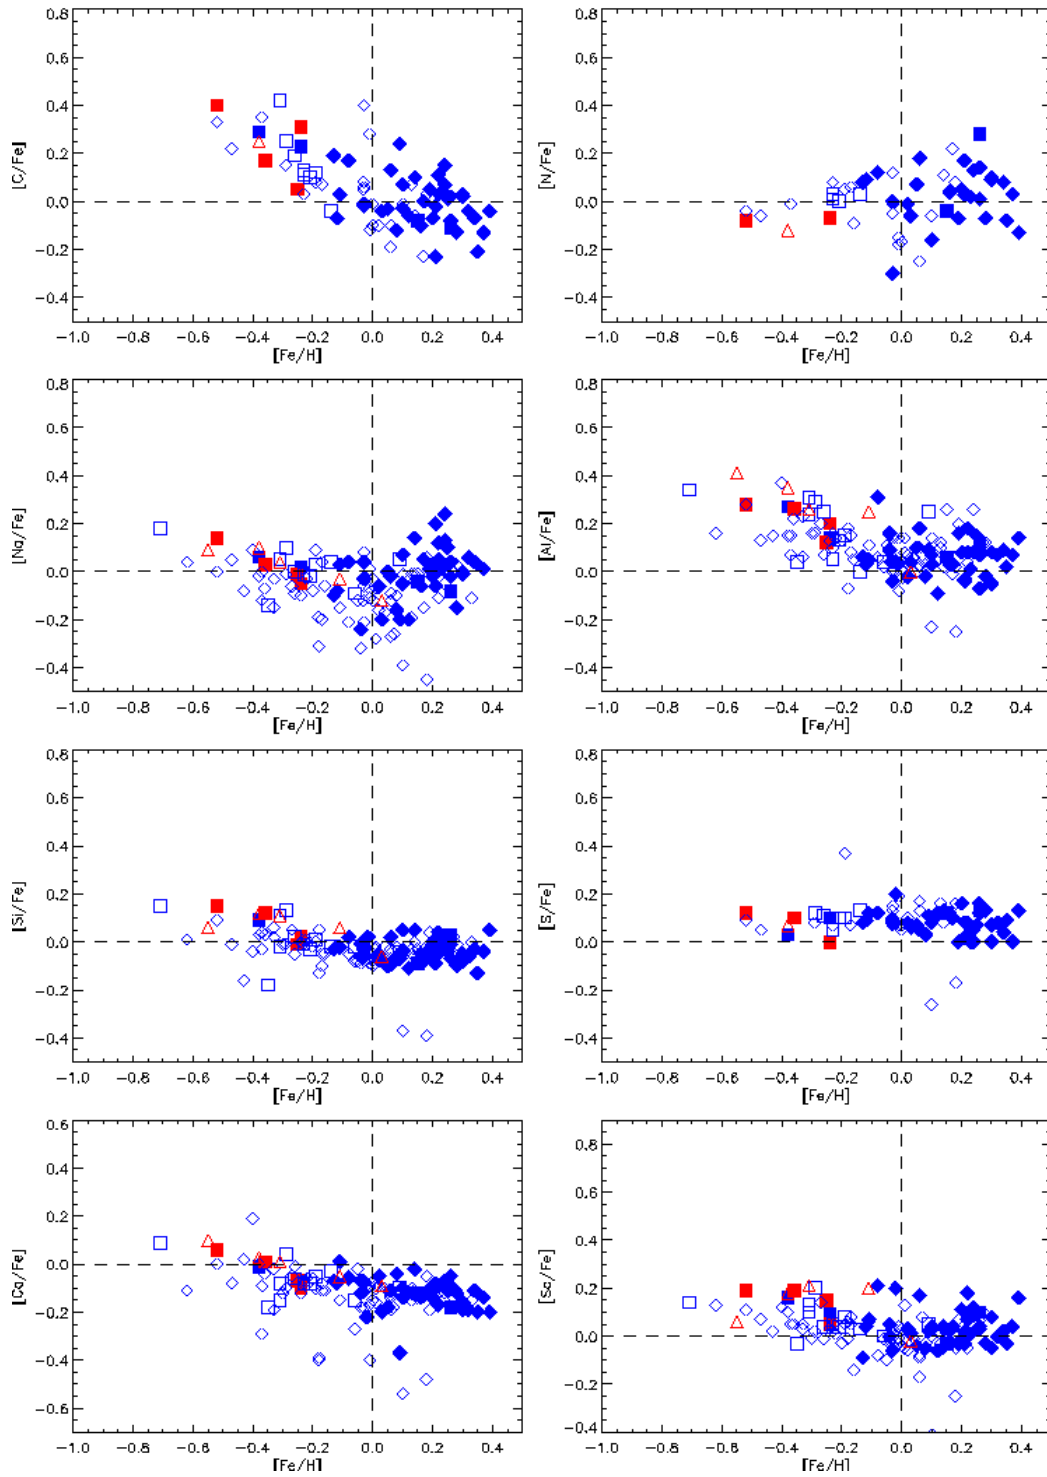 0.8 0.8
0.6 0.6
0.4 0.4
[C/Fe] 0.2 [N/Fe] 0.2
0.0 0.0
−0.2 −0.2
−0.4 −0.4
−1.0 −0.8 −0.6 −0.4 −0.2 0.0 0.2 0.4 −1.0 −0.8 −0.6 −0.4 −0.2 0.0 0.2 0.4
[Fe/H] [Fe/H]
0.8 0.8
0.6 0.6
0.4 0.4
[Na/Fe] 0.2 [Al/Fe] 0.2
0.0 0.0
−0.2 −0.2
−0.4 −0.4
−1.0 −0.8 −0.6 −0.4 −0.2 0.0 0.2 0.4 −1.0 −0.8 −0.6 −0.4 −0.2 0.0 0.2 0.4
[Fe/H] [Fe/H]
0.8 0.8
0.6 0.6
0.4 0.4
[Si/Fe] 0.2 [S/Fe] 0.2
0.0 0.0
−0.2 −0.2
−0.4 −0.4
−1.0 −0.8 −0.6 −0.4 −0.2 0.0 0.2 0.4 −1.0 −0.8 −0.6 −0.4 −0.2 0.0 0.2 0.4
[Fe/H] [Fe/H]
0.6 0.8
0.4 0.6
0.2 0.4
[Ca/Fe] 0.0 [Sc/Fe] 0.2
−0.2 0.0
−0.4 −0.2
−0.6 −0.4
−1.0 −0.8 −0.6 −0.4 −0.2 0.0 0.2 0.4 −1.0 −0.8 −0.6 −0.4 −0.2 0.0 0.2 0.4
[Fe/H] [Fe/H]